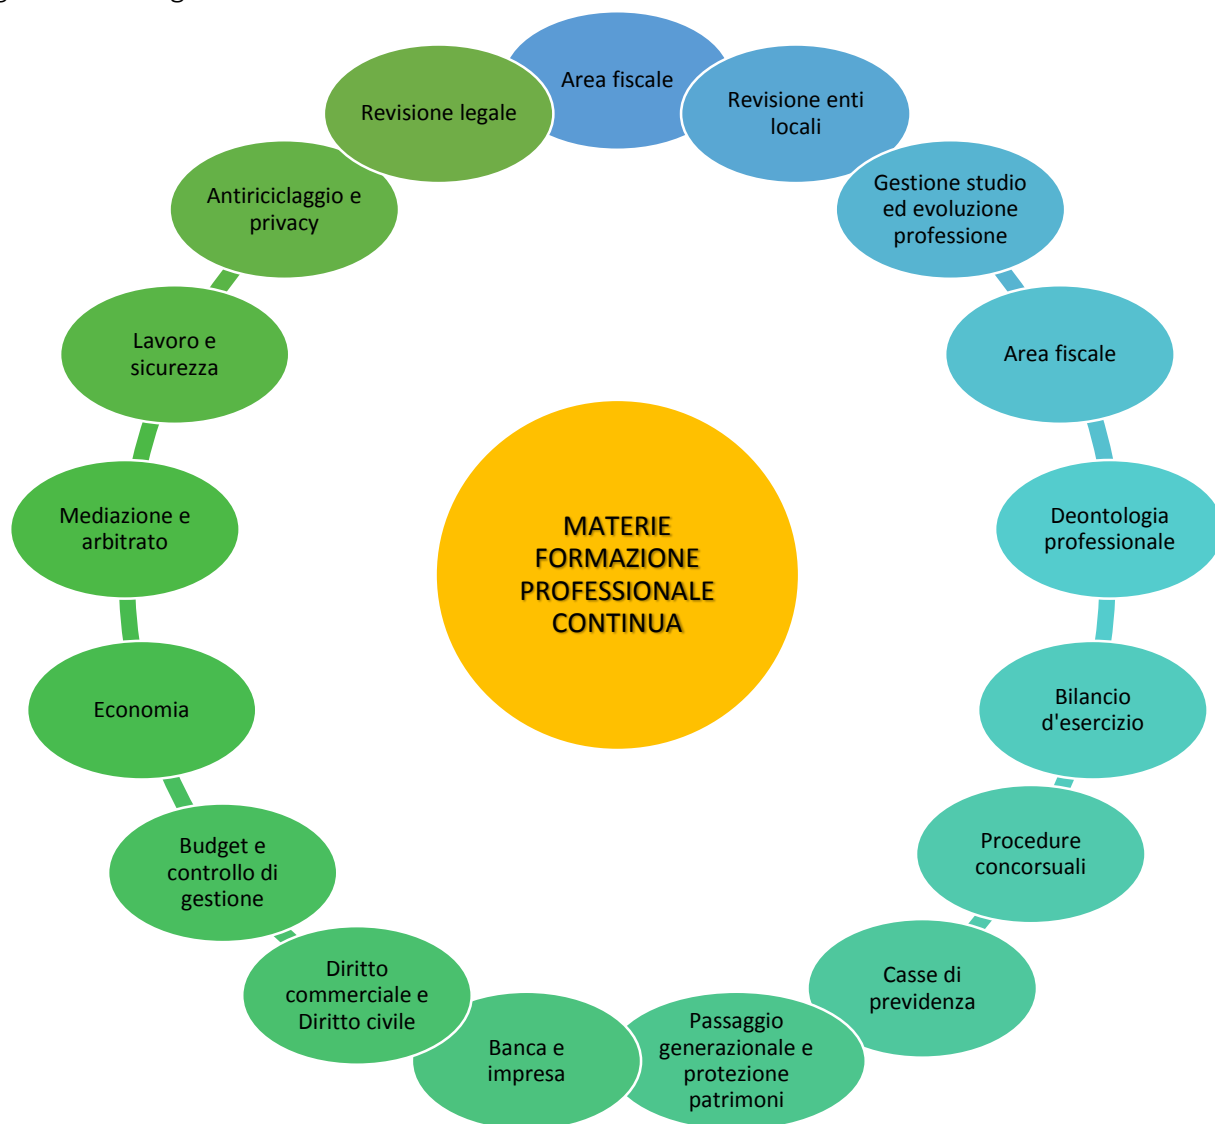 Area fiscale
Revisione enti
locali
Gestione studio
ed evoluzione
professione
Area fiscale
Deontologia
professionale
Bilancio
d'esercizio
Procedure
concorsuali
Casse di
previdenza
Passaggio
generazionale e
protezione
patrimoni
Banca e
impresa
Diritto
commerciale e
Diritto civile
Budget e
controllo di
gestione
Economia
Mediazione e
arbitrato
Lavoro e
sicurezza
Antiriciclaggio e
privacy
Revisione legale
MATERIE
FORMAZIONE
PROFESSIONALE
CONTINUA